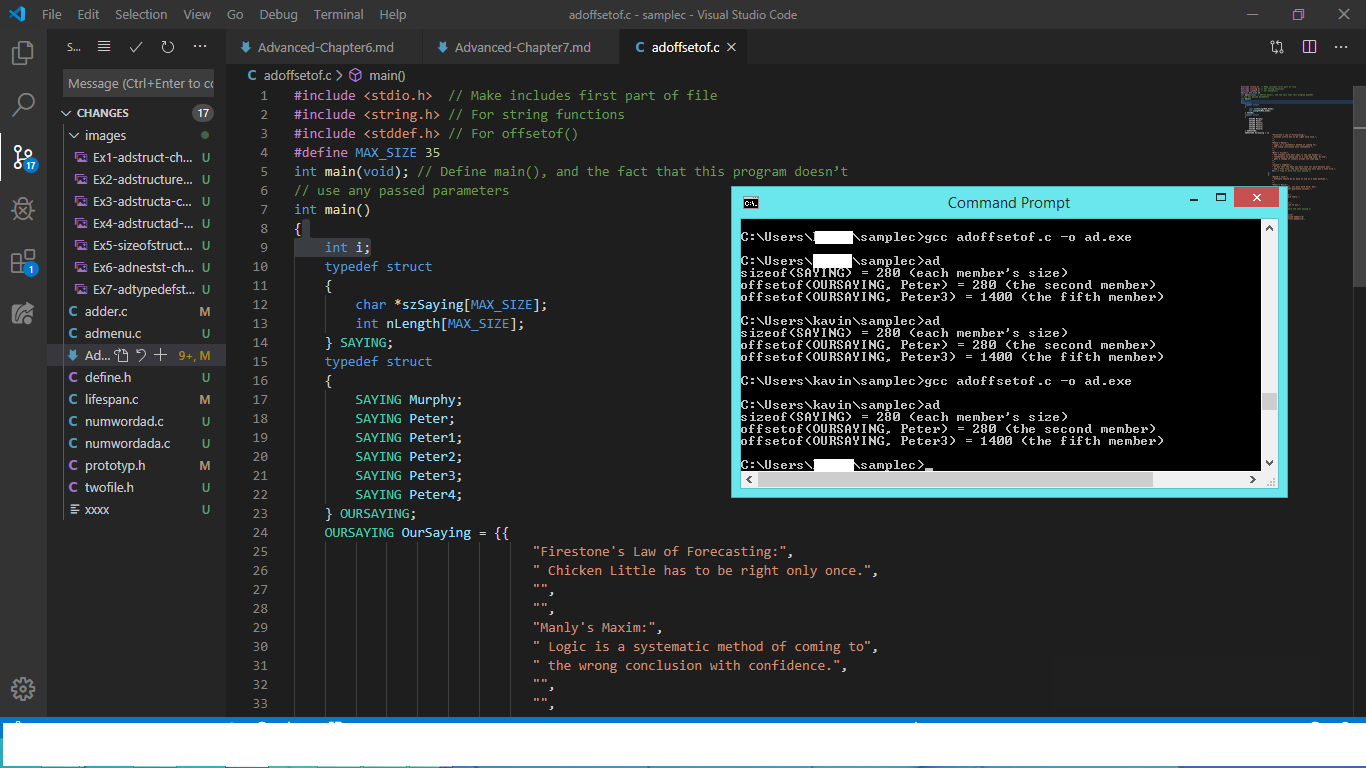 File Edit Selection View Go Debug Terminal Help
adoffsetof.c - samplec - Visual Studio Code
S...
Advanced-Chapter6.md
Advanced-Chapter7.md
C adoffsetof.c
Message (Ctrl+Enter to co
CHANGES 17
images
Ex1-adstruct-ch... U
Ex2-adstructure... U
Ex3-adstructa-c... U
Ex4-adstructad-... U
Ex5-sizeofstruct... U
Ex6-adnestst-ch... U
Ex7-adtypedefst... U
C adder.c M
C admenu.c U
Ad... 9+, M
C define.h U
C lifespan.c M
C numwordad.c U
C numwordada.c U
C prototyp.h M
C twofile.h U
xxxx U
17
1
C adoffsetof.c > main()
1 #include <stdio.h> // Make includes first part of file
2 #include <string.h> // For string functions
3 #include <stddef.h> // For offsetof()
4 #define MAX_SIZE 35
5 int main(void); // Define main(), and the fact that this program doesn’t
6 // use any passed parameters
7 int main()
8 {
9 int i;
10 typedef struct
11 {
12 char *szSaying[MAX_SIZE];
13 int nLength[MAX_SIZE];
14 } SAYING;
15 typedef struct
16 {
17 SAYING Murphy;
18 SAYING Peter;
19 SAYING Peter1;
20 SAYING Peter2;
21 SAYING Peter3;
22 SAYING Peter4;
23 } OURSAYING;
24 OURSAYING OurSaying = {{
25 "Firestone's Law of Forecasting:",
26 " Chicken Little has to be right only once.",
27 "",
28 "",
29 "Manly's Maxim:",
30 " Logic is a systematic method of coming to",
31 " the wrong conclusion with confidence.",
32 "",
33 "",
Command Prompt
C:\Users\ \samplec>gcc adoffsetof.c -o ad.exe
C:\Users\ \samplec>ad
sizeof(SAYING) = 280 (each member's size)
offsetof(OURSAYING, Peter) = 280 (the second member)
offsetof(OURSAYING, Peter3) = 1400 (the fifth member)
C:\Users\kavin\samplec>ad
sizeof(SAYING) = 280 (each member's size)
offsetof(OURSAYING, Peter) = 280 (the second member)
offsetof(OURSAYING, Peter3) = 1400 (the fifth member)
C:\Users\kavin\samplec>gcc adoffsetof.c -o ad.exe
C:\Users\kavin\samplec>ad
sizeof(SAYING) = 280 (each member's size)
offsetof(OURSAYING, Peter) = 280 (the second member)
offsetof(OURSAYING, Peter3) = 1400 (the fifth member)
C:\Users\ \samplec>_